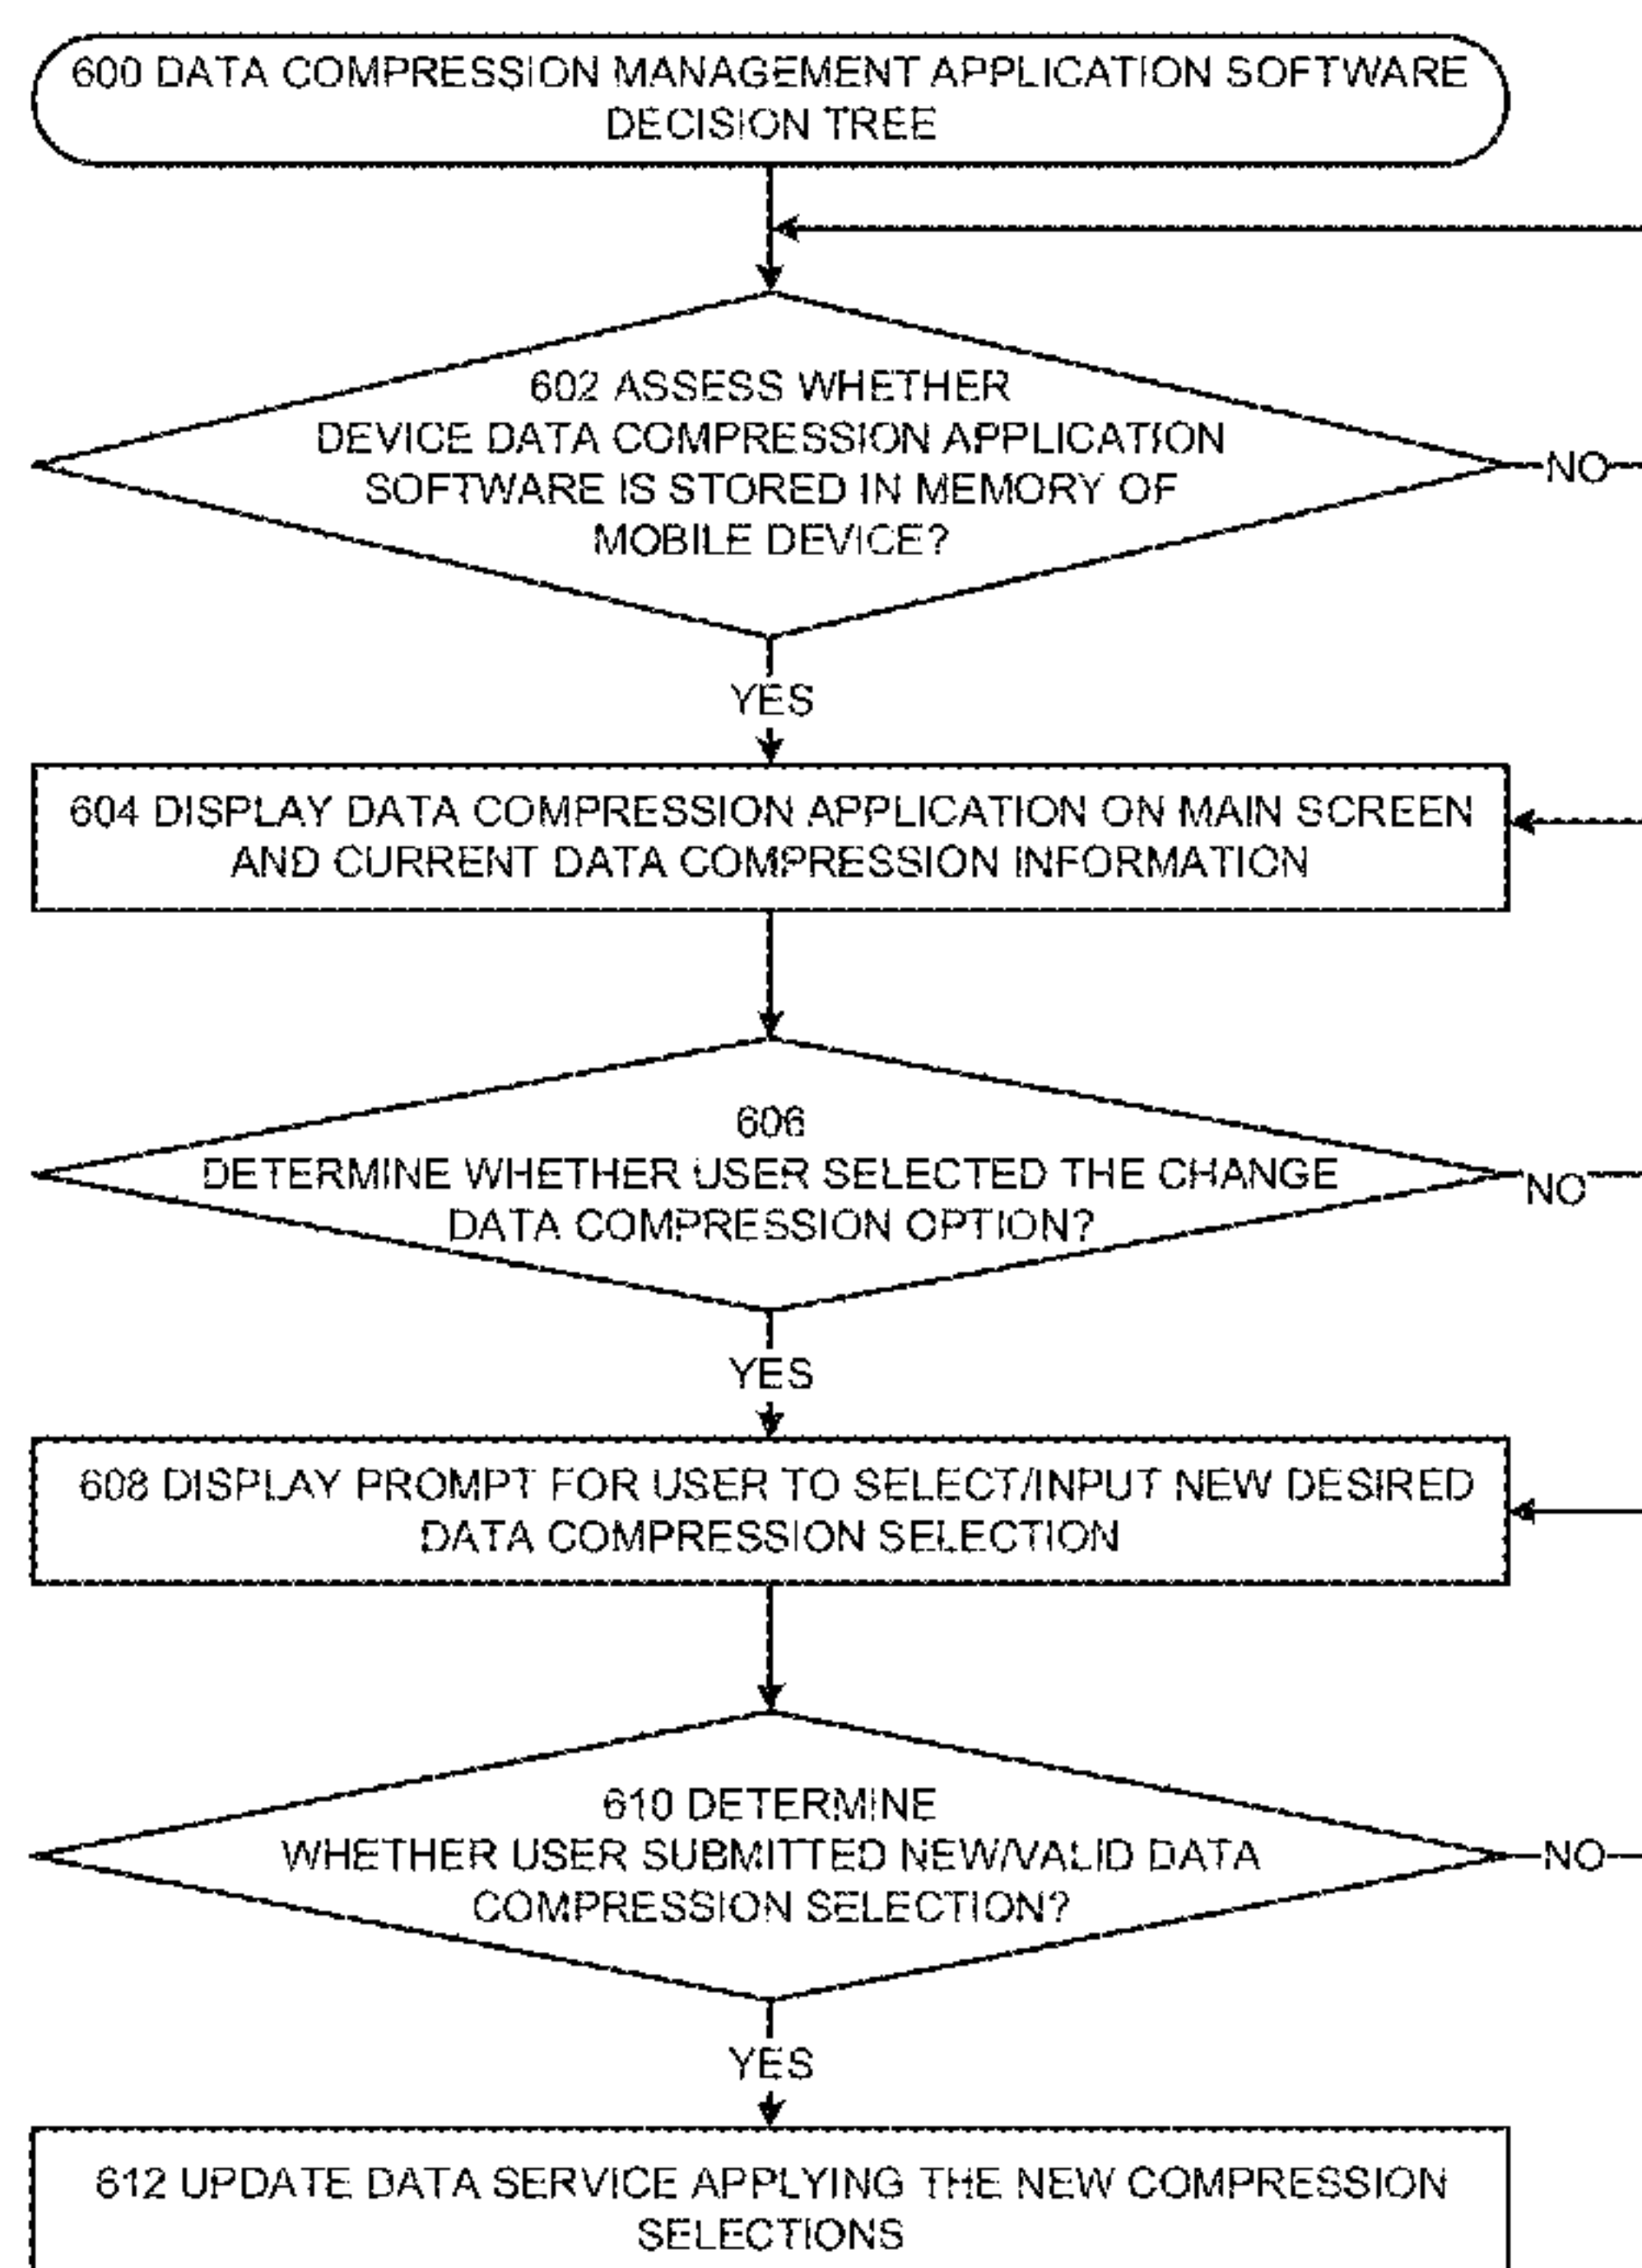 600 DATA COMPRESSION MANAGEMENT APPLICATION SOFTWARE
DECISION TREE
602 ASSESS WHETHER
DEVICE DATA COMPRESSION APPLICATION
SOFTWARE IS STORED IN MEMORY OF
MOBILE DEVICE?
NO
YES
604 DISPLAY DATA COMPRESSION APPLICATION ON MAIN SCREEN
AND CURRENT DATA COMPRESSION INFORMATION
606
DETERMINE WHETHER USER SELECTED THE CHANGE
DATA COMPRESSION OPTION?
NO
YES
608 DISPLAY PROMPT FOR USER TO SELECT/INPUT NEW DESIRED
DATA COMPRESSION SELECTION
610 DETERMINE
WHETHER USER SUBMITTED NEW/VALID DATA
COMPRESSION SELECTION?
NO
YES
612 UPDATE DATA SERVICE APPLYING THE NEW COMPRESSION
SELECTIONS